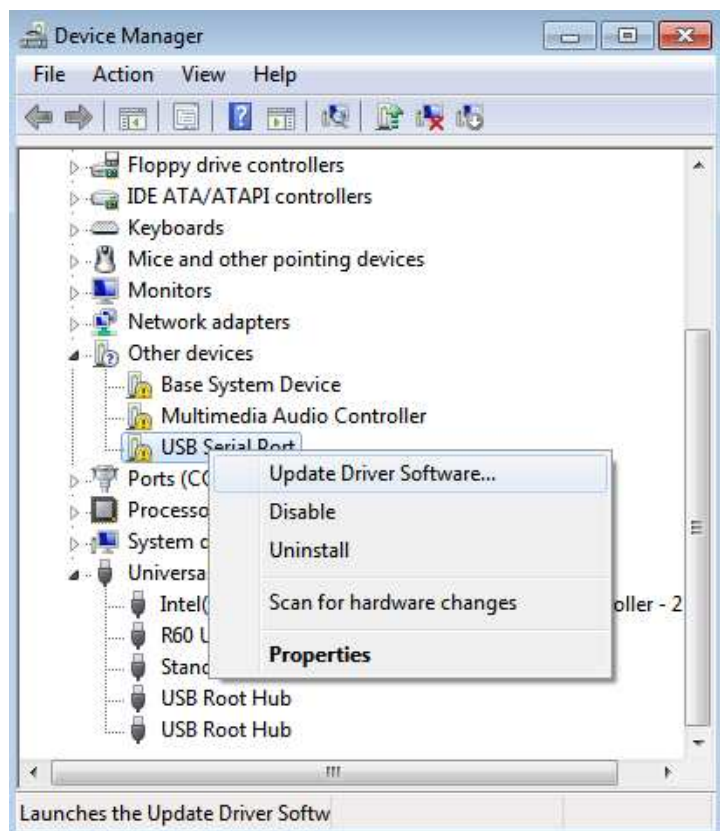 Device Manager
File Action View Help
Floppy drive controllers
IDE ATA/ATAPI controllers
Keyboards
Mice and other pointing devices
Monitors
Network adapters
Other devices
Base System Device
Multimedia Audio Controller
USB Serial Port
Update Driver Software...
Ports (CO
Disable
Processo
Uninstall
System d
Universa
Scan for hardware changes
Intel( oller - 2
R60 U
Properties
Stand
USB Root Hub
USB Root Hub
Launches the Update Driver Softw